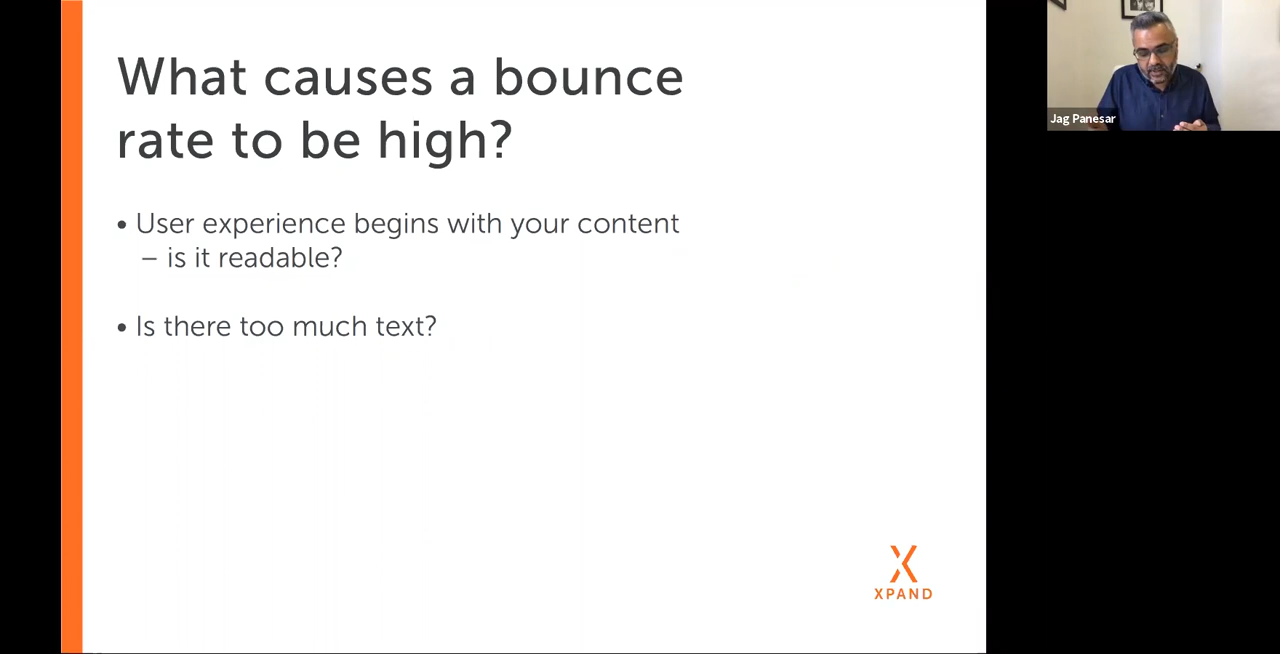 What causes a bounce
rate to be high?
• User experience begins with your content
– is it readable?
• Is there too much text?
XPAND
Jag Panesar